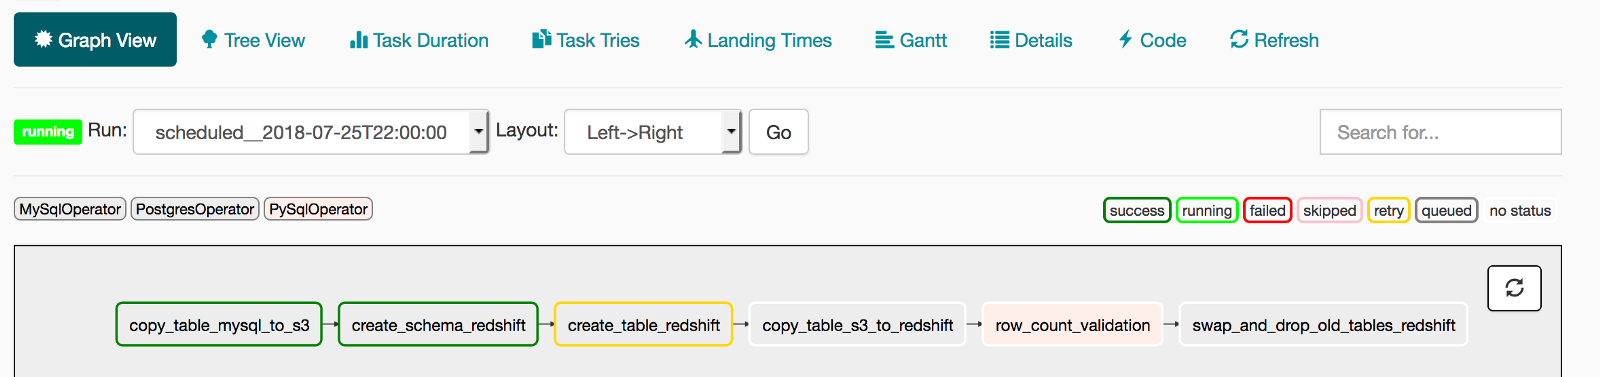 Graph View Tree View Task Duration Task Tries Landing Times Gantt Details Code Refresh
running Run: scheduled__2018-07-25T22:00:00 Layout: Left->Right Go Search for...
MySqlOperator PostgresOperator PySqlOperator success running failed skipped retry queued no status
copy_table_mysql_to_s3 create_schema_redshift create_table_redshift copy_table_s3_to_redshift row_count_validation swap_and_drop_old_tables_redshift